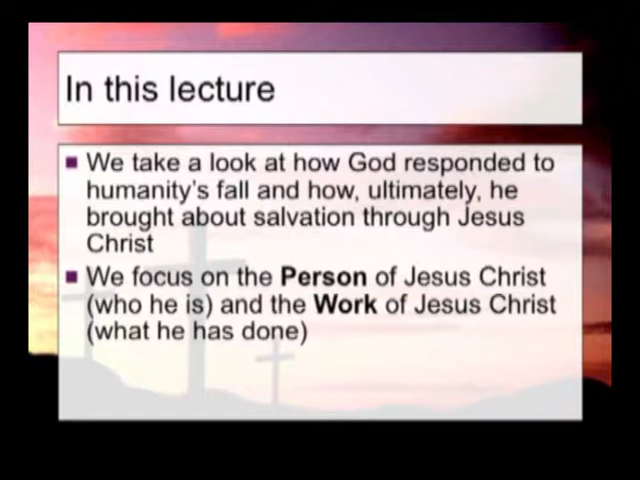 In this lecture
We take a look at how God responded to
humanity's fall and how, ultimately, he
brought about salvation through Jesus
Christ
We focus on the Person of Jesus Christ
(who he is) and the Work of Jesus Christ
(what he has done)